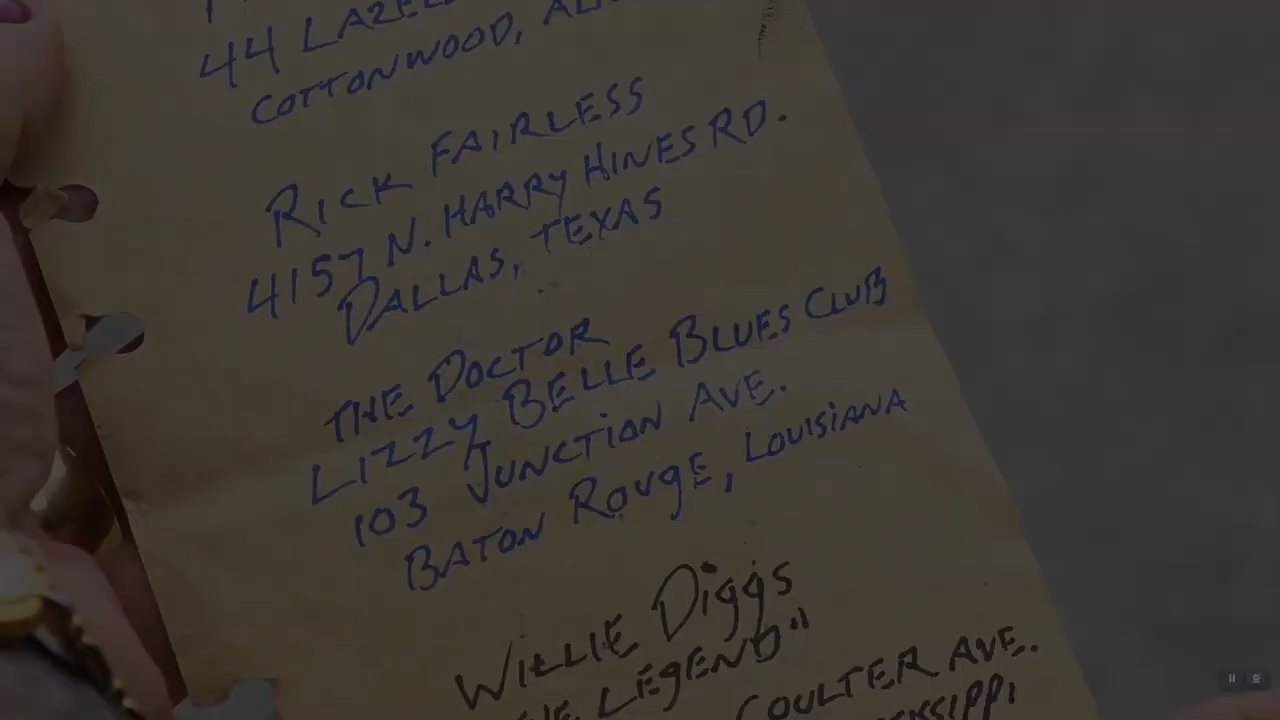 44
COTTONWOOD,
RICK FAIRLESS
4157 N. HARRY HINES RD.
DALLAS, TEXAS
THE DOCTOR
LIZZY BELLE BLUES CLUB
103 JUNCTION AVE.
BATON ROUGE, LOUISIANA
WILLIE DIGGS
LEGEND"
COULTER AVE.